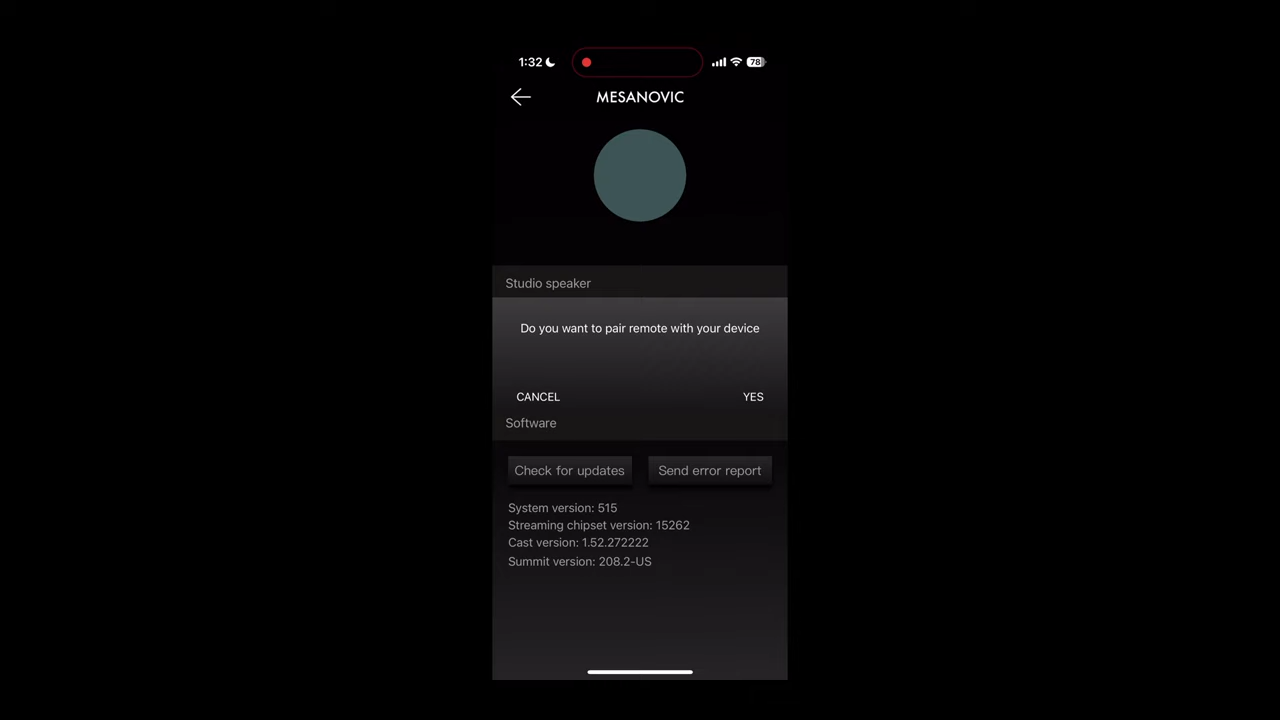 1:32
78
MESANOVIC
Studio speaker
Do you want to pair remote with your device
CANCEL YES
Software
Check for updates Send error report
System version: 515
Streaming chipset version: 15262
Cast version: 1.52.272222
Summit version: 208.2-US